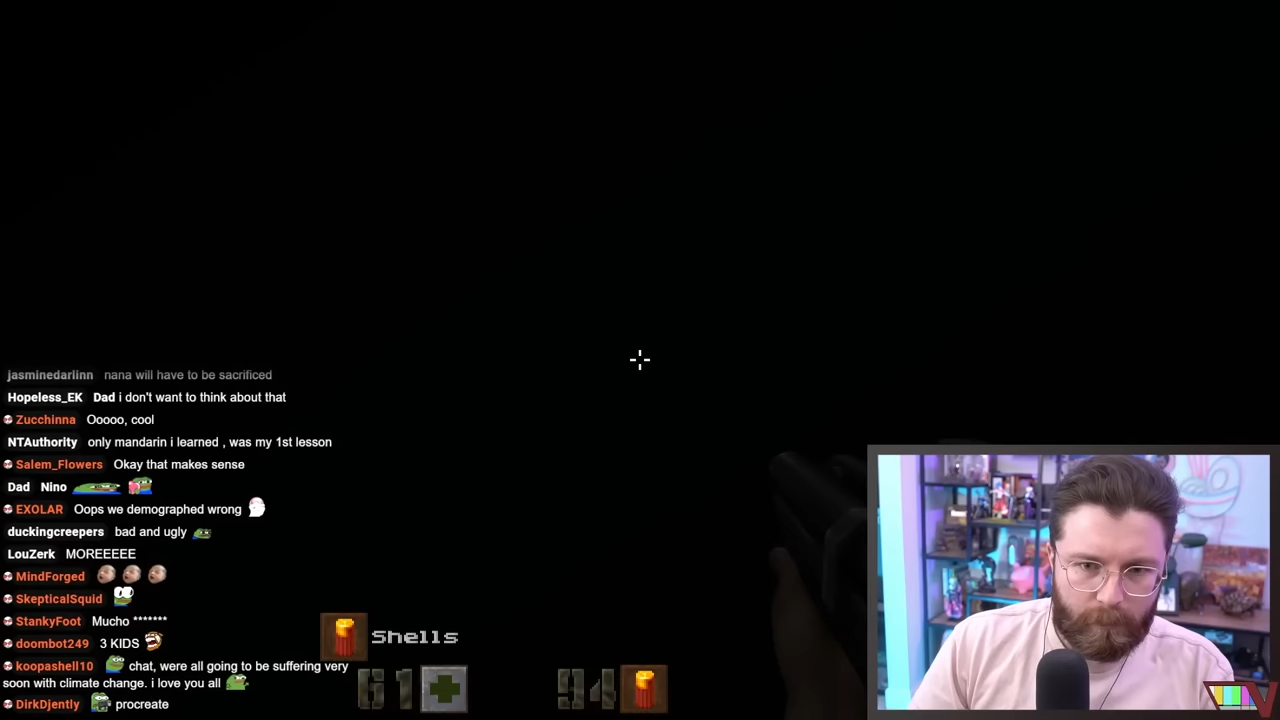 jasminedarlinn nana will have to be sacrificed
Hopeless_EK Dad i don't want to think about that
Zucchinna Ooooo, cool
NTAuthority only mandarin i learned , was my 1st lesson
Salem_Flowers Okay that makes sense
Dad Nino
EXOLAR Oops we demographed wrong
duckingcreepers bad and ugly
LouZerk MOREEEEE
MindForged
SkepticalSquid
StankyFoot Mucho *******
doombot249 3 KIDS
koopashell10 chat, were all going to be suffering very
soon with climate change. i love you all
DirkDjently procreate
Shells
61 94